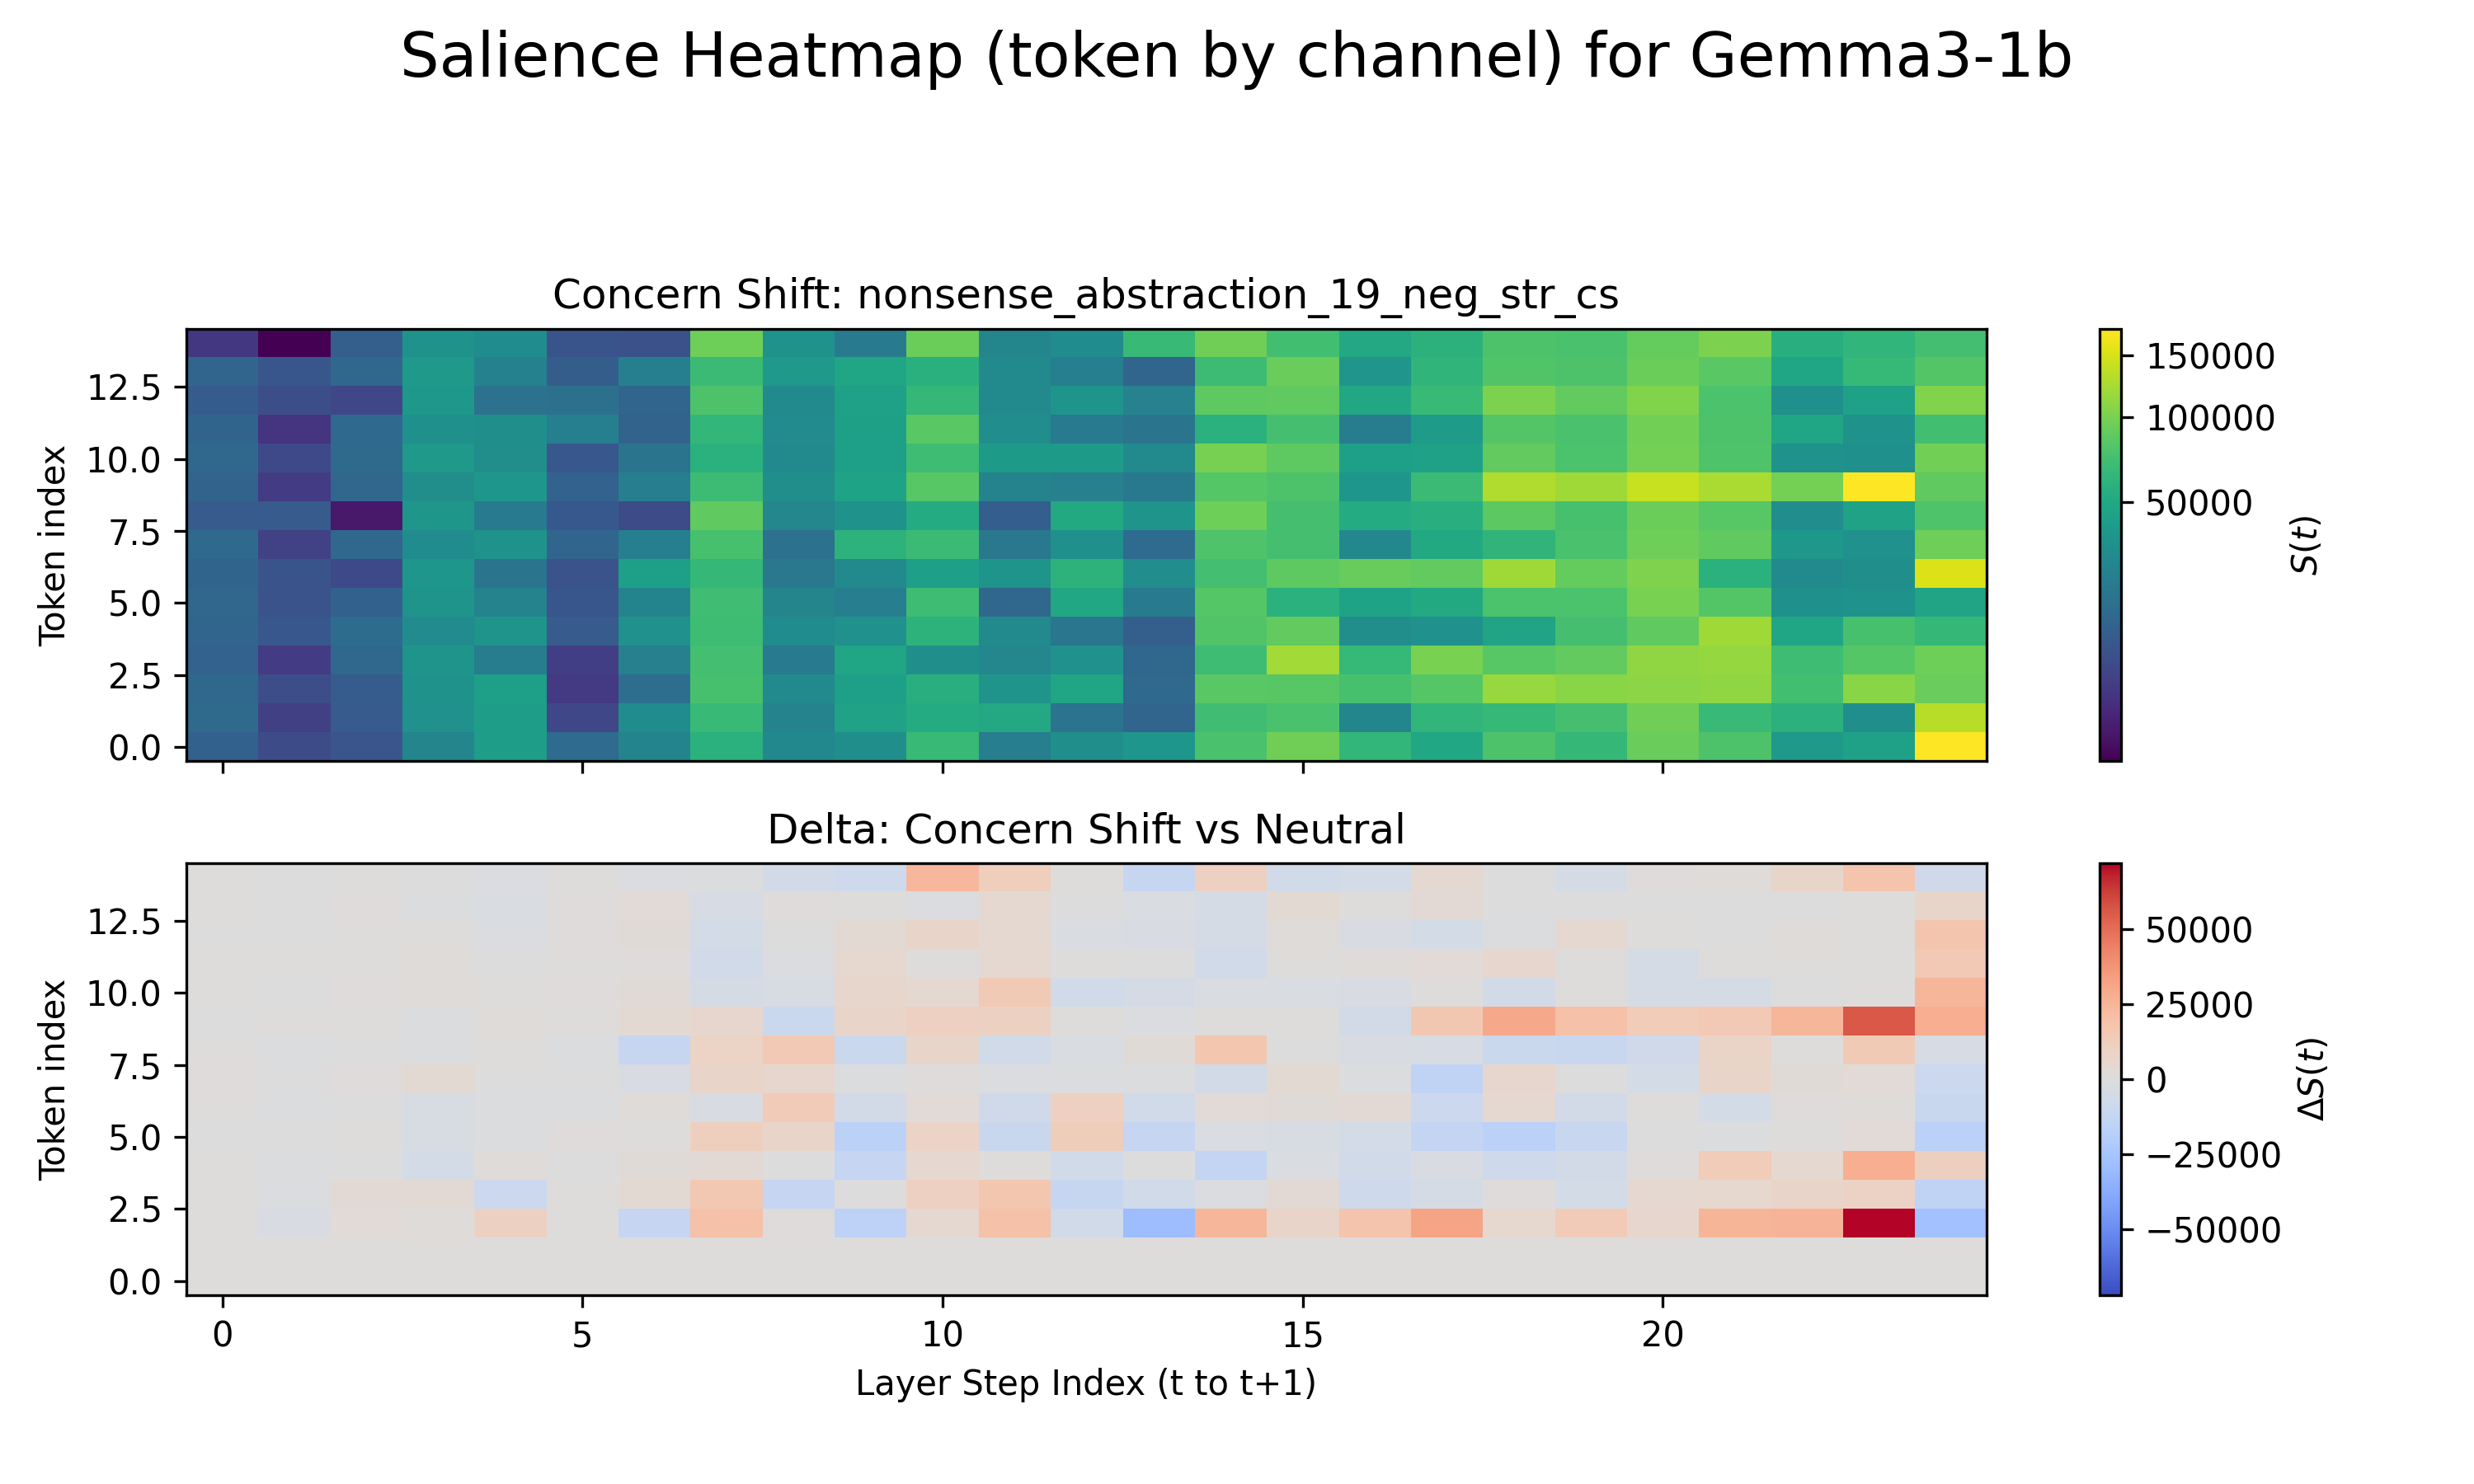 Salience Heatmap (token by channel) for Gemma3-1b
Concern Shift: nonsense_abstraction_19_neg_str_cs
Token index
12.5
10.0
7.5
5.0
2.5
0.0
150000
100000
50000
S(t)
Delta: Concern Shift vs Neutral
Token index
12.5
10.0
7.5
5.0
2.5
0.0
0 5 10 15 20
Layer Step Index (t to t+1)
50000
25000
0
−25000
−50000
ΔS(t)